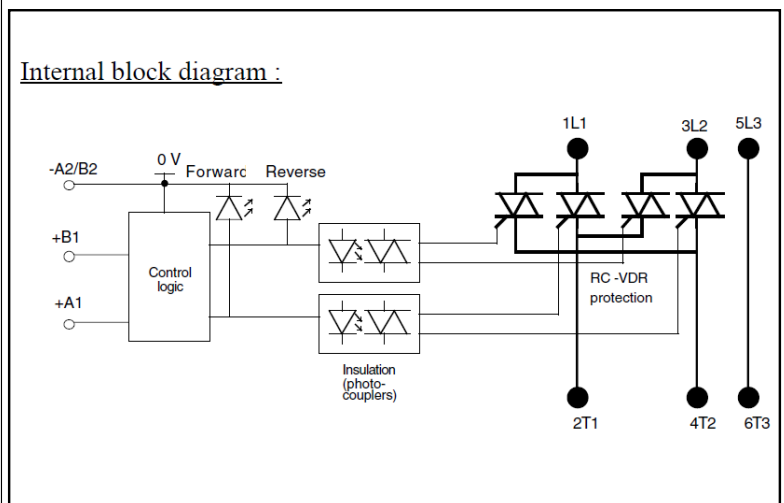 Internal block diagram :
1L1
3L2
5L3
0 V
-A2/B2
Forward
Reverse
+B1
Control
logic
+A1
RC -VDR
protection
Insulation
(photo-
couplers)
2T1
4T2
6T3